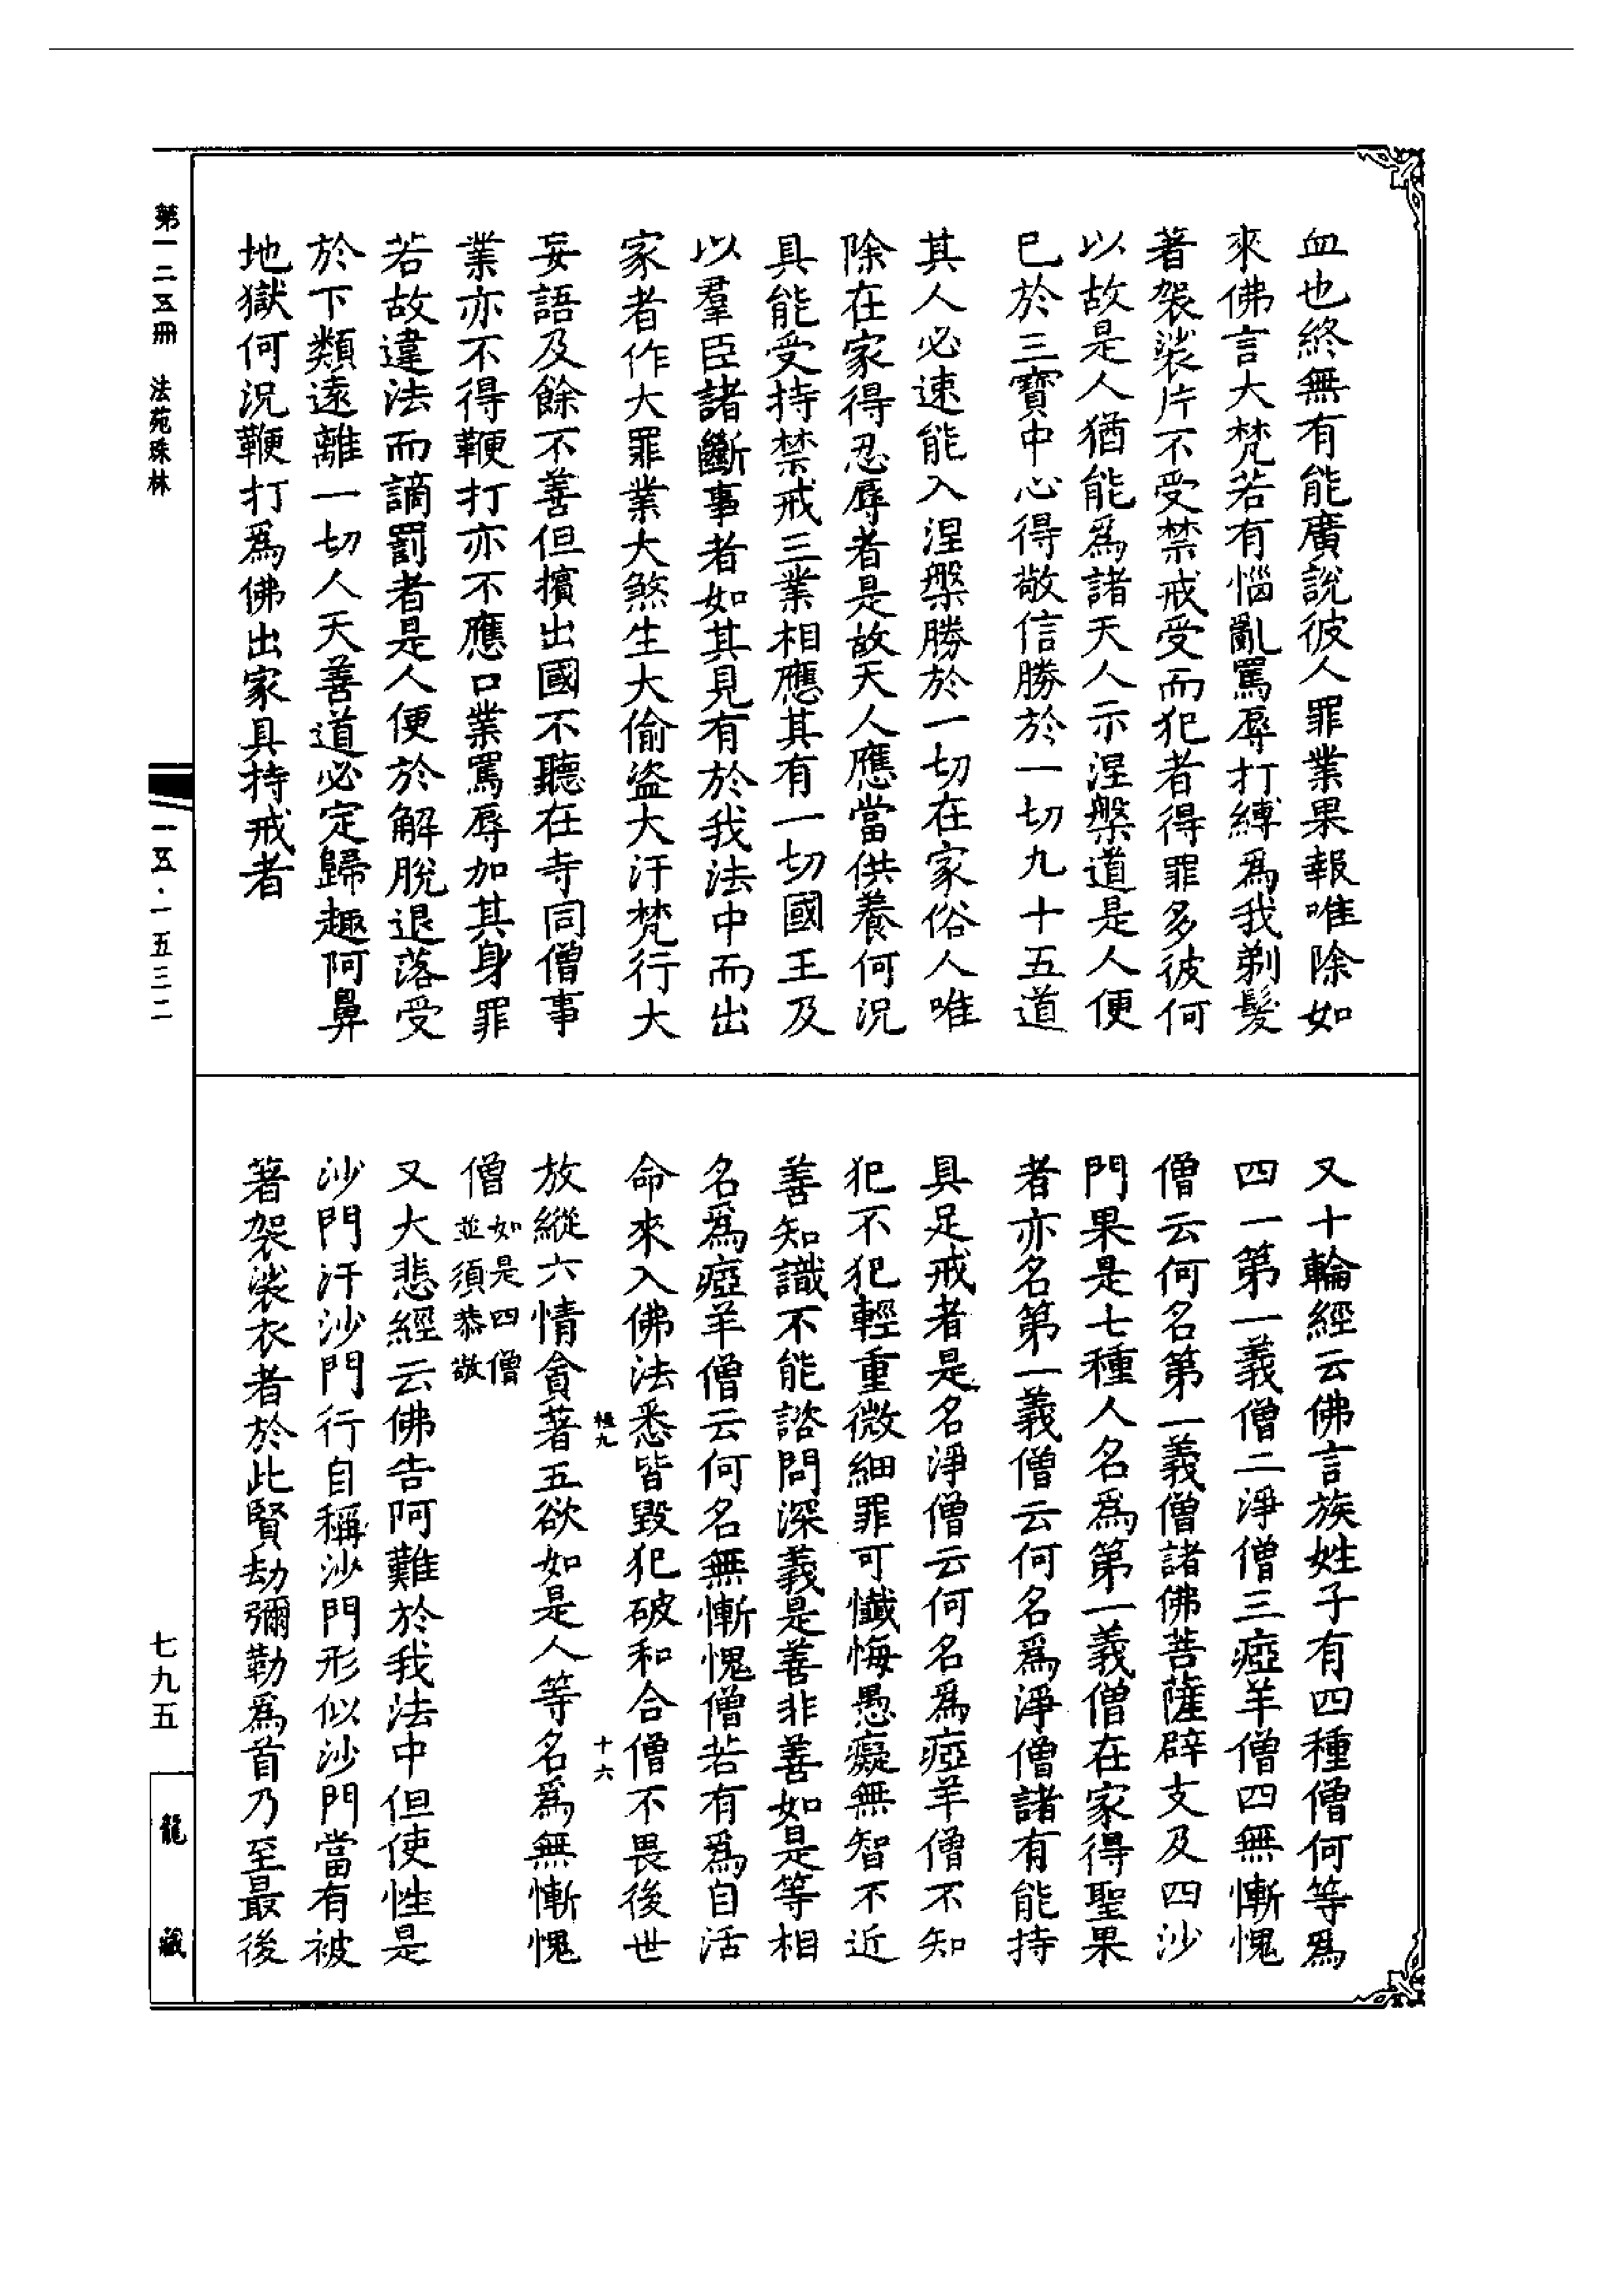 血也終無有能廣說彼人罪業果報唯除如
來佛言大梵若有惱亂罵辱打縛爲我剃髮
著袈裟片不受禁戒受而犯者得罪多彼何
以故是人猶能爲諸天人示涅槃道是人便
已於三寶中心得敬信勝於一切九十五道
其人必速能入涅槃勝於一切在家俗人唯
除在家得忍辱者是故天人應當供養何況
具能受持禁戒三業相應其有一切國王及
以羣臣諸斷事者如其見有於我法中而出
家者作大罪業大煞生大偷盜大汙梵行大
妄語及餘不善但擯出國不聽在寺同僧事
業亦不得鞭打亦不應口業罵辱加其身罪
若故違法而謫罰者是人便於解脫退落受
於下類遠離一切人天善道必定歸趣阿鼻
地獄何況鞭打爲佛出家具持戒者
又十輪經云佛言族姓子有四種僧何等爲
四一第一義僧二淨僧三瘂羊僧四無慚愧
僧云何名第一義僧諸佛菩薩辟支及四沙
門果是七種人名爲第一義僧在家得聖果
者亦名第一義僧云何名爲淨僧諸有能持
具足戒者是名淨僧云何名爲瘂羊僧不知
犯不犯輕重微細罪可懺悔愚癡無智不近
善知識不能諮問深義是善非善如是等相
名爲瘂羊僧云何名無慚愧僧若有爲自活
命來入佛法悉皆毀犯破和合僧不畏後世
十六
放縱六情貪著五欲如是人等名爲無慚愧
僧如是四僧
並須恭敬
又大悲經云佛告阿難於我法中但使性是
沙門汙沙門行自稱沙門形似沙門當有被
著袈裟衣者於此賢劫彌勒爲首乃至最後
第一二五冊 法苑珠林
一五·一五三二
七九五
龍藏